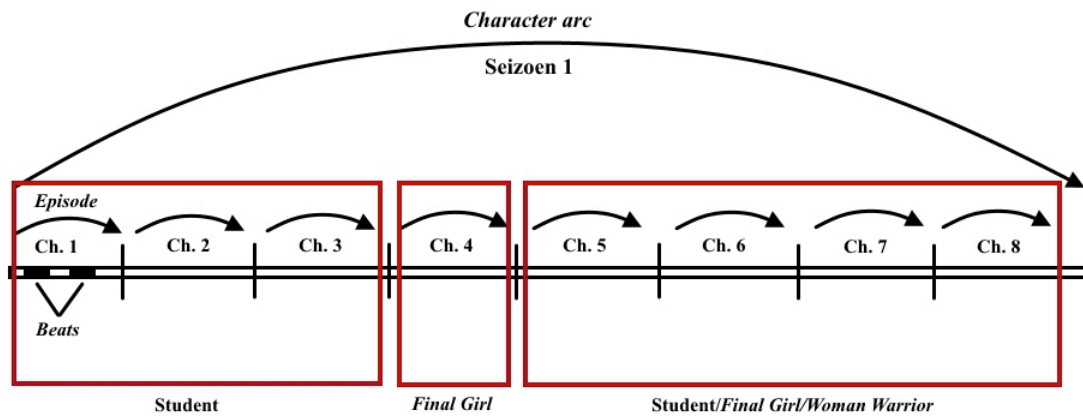 Character arc
Seizoen 1
Episode
Ch. 1
Ch. 2
Ch. 3
Ch. 4
Ch. 5
Ch. 6
Ch. 7
Ch. 8
Beats
Student
Final Girl
Student/Final Girl/Woman Warrior